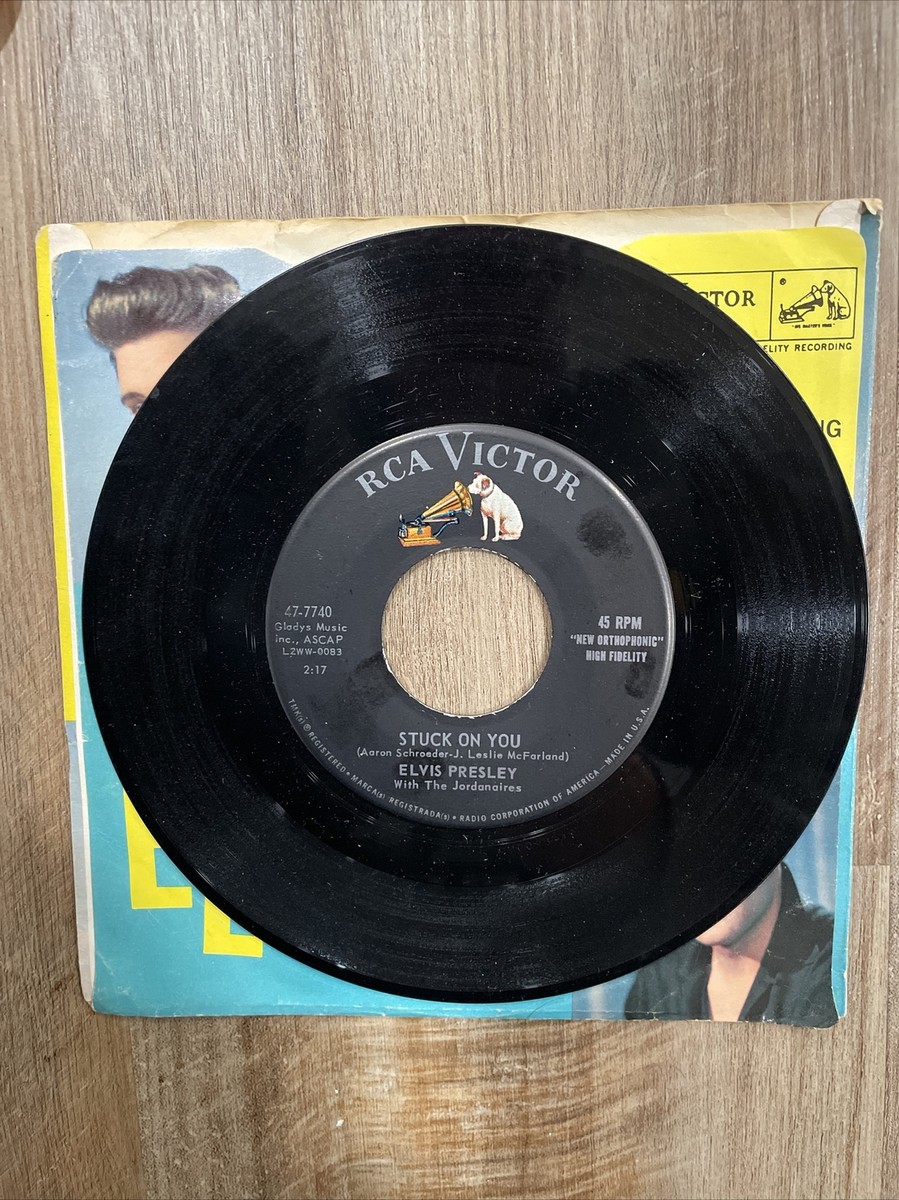 RCA VICTOR
47-7740
Gladys Music
Inc., ASCAP
L2WW-0083
2:17
45 RPM
"NEW ORTHOPHONIC"
HIGH FIDELITY
STUCK ON YOU
(Aaron Schroeder-J. Leslie McFarland)
ELVIS PRESLEY
With The Jordanaires
TMK(s) ® REGISTERED • MARCA(s) REGISTRADA(s) • RADIO CORPORATION OF AMERICA - MADE IN U.S.A.
CTOR
®
"HIS MASTER'S VOICE"
ELITY RECORDING
NG